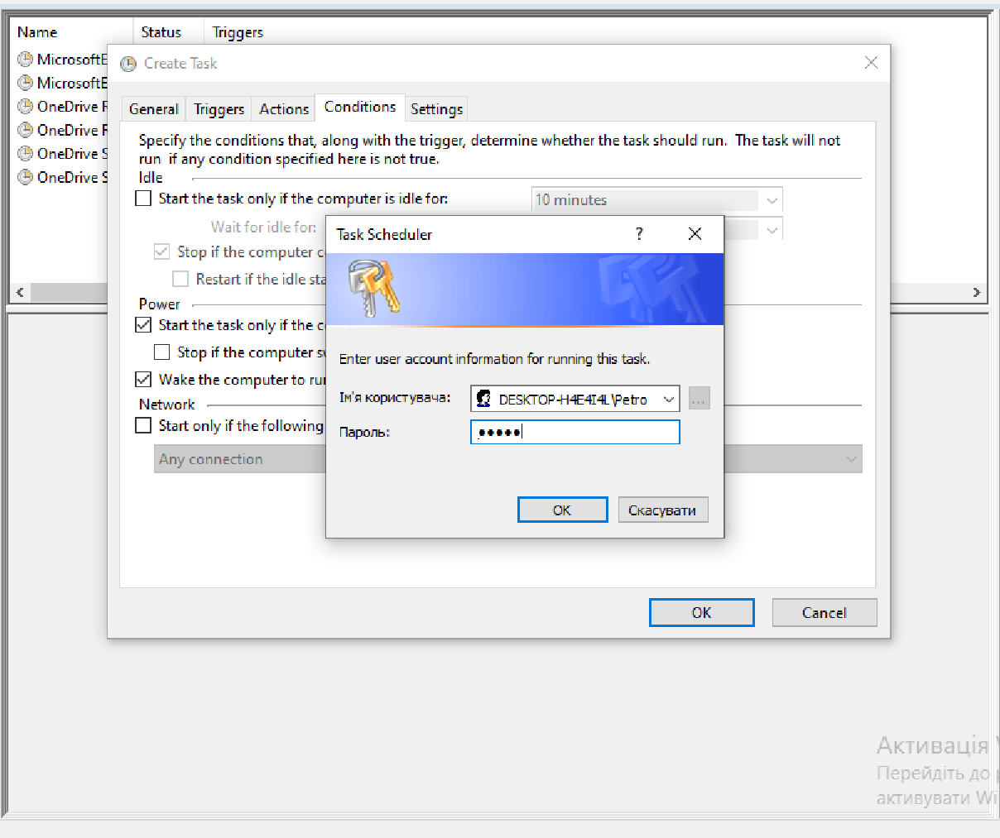 Name Status Triggers
MicrosoftE
MicrosoftE
OneDrive R
OneDrive R
OneDrive S
OneDrive S
Create Task
General Triggers Actions Conditions Settings
Specify the conditions that, along with the trigger, determine whether the task should run. The task will not
run if any condition specified here is not true.
Idle
Start the task only if the computer is idle for: 10 minutes
Wait for idle for:
Stop if the computer c
Restart if the idle sta
Power
Start the task only if the c
Stop if the computer sw
Wake the computer to run
Network
Start only if the following
Any connection
OK Cancel
Task Scheduler ?
Enter user account information for running this task.
Ім'я користувача: DESKTOP-H4E4I4L\Petro ...
Пароль: •••••
OK Скасувати
Активація
Перейдіть до
активувати Wi